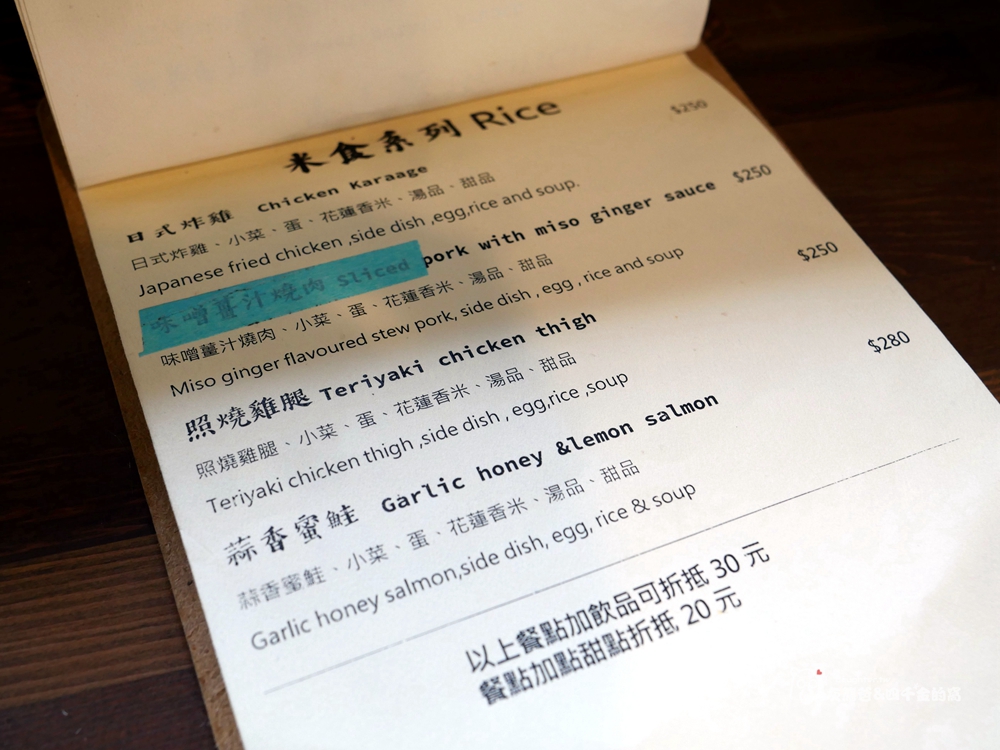 米食系列 Rice
日式炸雞 Chicken Karaage $250
日式炸雞、小菜、蛋、花蓮香米、湯品、甜品
Japanese fried chicken ,side dish ,egg,rice and soup.
味噌薑汁燒肉 Sliced pork with miso ginger sauce $250
味噌薑汁燒肉、小菜、蛋、花蓮香米、湯品、甜品
Miso ginger flavoured stew pork, side dish , egg , rice and soup
照燒雞腿 Teriyaki chicken thigh $250
照燒雞腿、小菜、蛋、花蓮香米、湯品、甜品
Teriyaki chicken thigh ,side dish , egg,rice ,soup
蒜香蜜鮭 Garlic honey &lemon salmon $280
蒜香蜜鮭、小菜、蛋、花蓮香米、湯品、甜品
Garlic honey salmon,side dish, egg, rice & soup
以上餐點加飲品可折抵 30 元
餐點加點甜點折抵 20 元